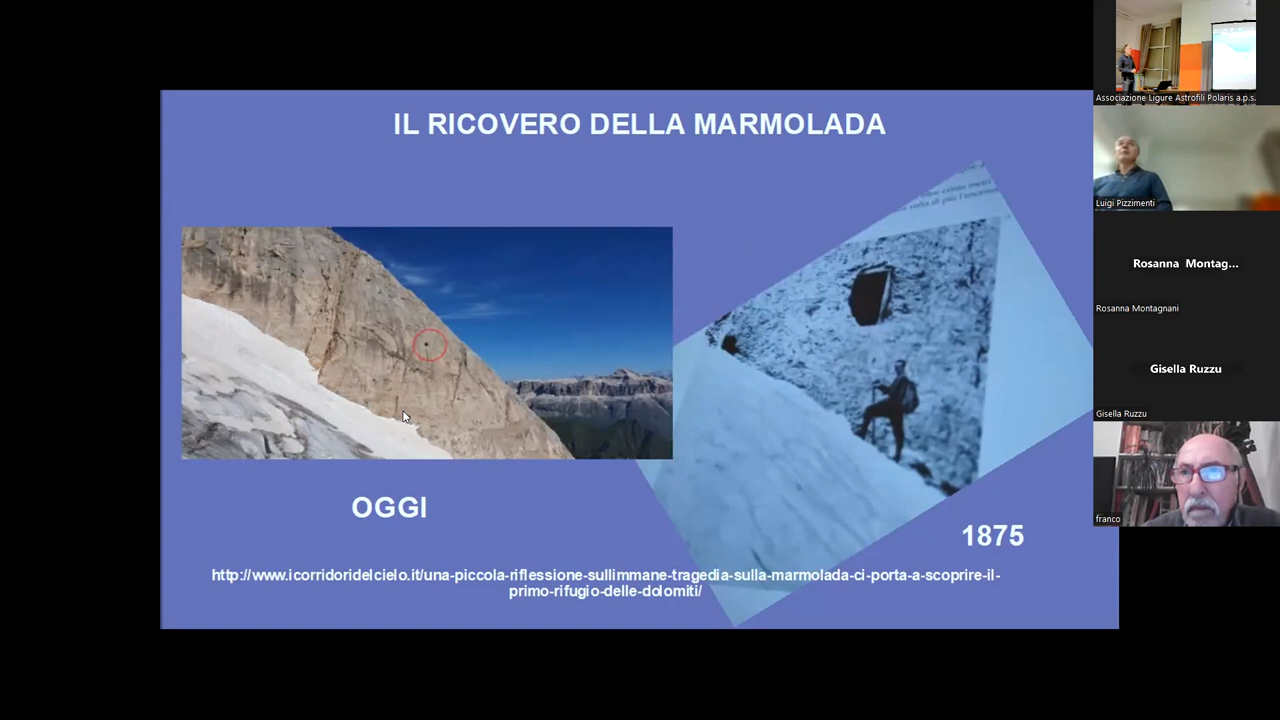 IL RICOVERO DELLA MARMOLADA
OGGI
1875
http://www.icorridoridelcielo.it/una-piccola-riflessione-sullimmane-tragedia-sulla-marmolada-ci-porta-a-scoprire-il-
primo-rifugio-delle-dolomiti/
Associazione Ligure Astrofili Polaris a.p.s.
Luigi Pizzimenti
Rosanna Montag...
Rosanna Montagnani
Gisella Ruzzu
Gisella Ruzzu
franco